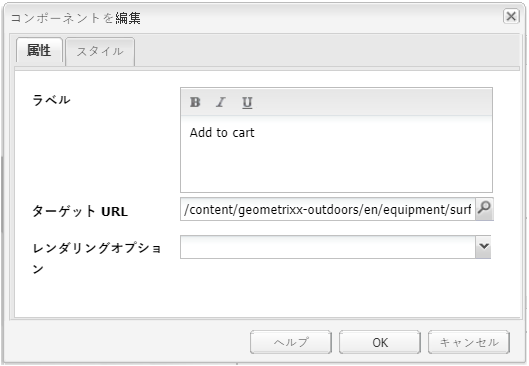 コンポーネントを編集
属性
スタイル
ラベル
B I U
Add to cart
ターゲット URL
/content/geometrixx-outdoors/en/equipment/surf
レンダリングオプショ
ン
ヘルプ
OK
キャンセル